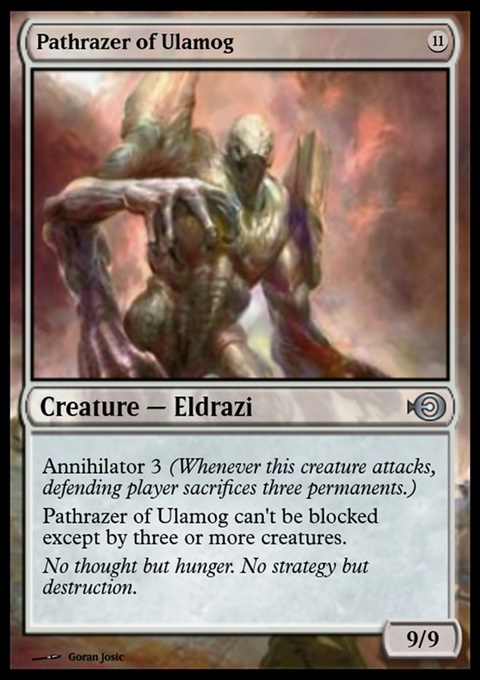 Pathrazer of Ulamog
11
Creature — Eldrazi
Annihilator 3 (Whenever this creature attacks,
defending player sacrifices three permanents.)
Pathrazer of Ulamog can't be blocked
except by three or more creatures.
No thought but hunger. No strategy but
destruction.
9/9
Goran Josic